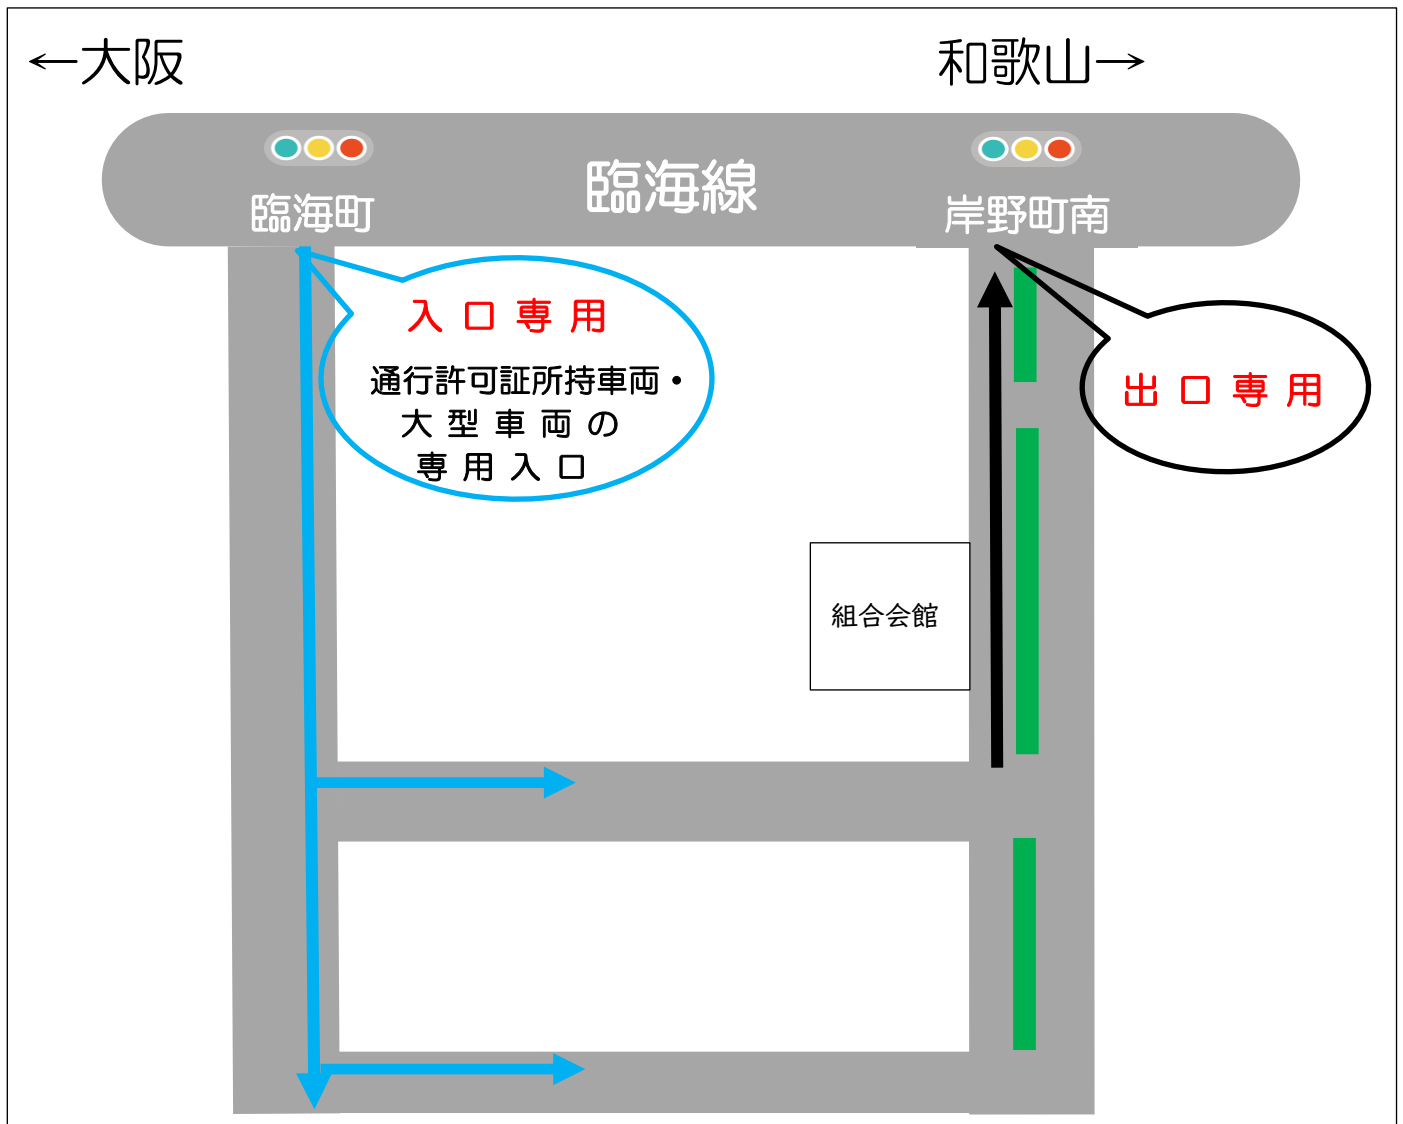 ←大阪
和歌山→
臨海線
臨海町
岸野町南
入口専用
通行許可証所持車両・
大型車両の
専用入口
出口専用
組合会館